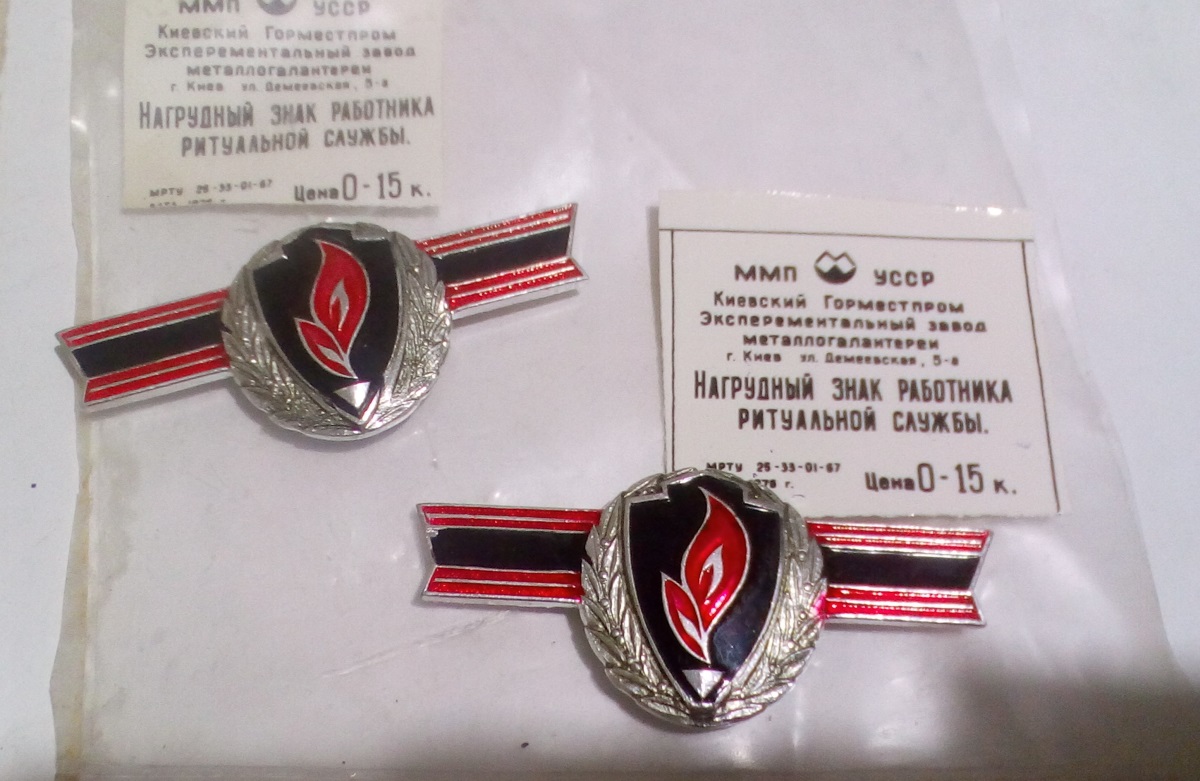 ММП УССР
Киевский Горместпром
Эксперементальный завод
металлогалантереи
г. Киев ул. Демеевская, 5-а
НАГРУДНЫЙ ЗНАК РАБОТНИКА
РИТУАЛЬНОЙ СЛУЖБЫ.
МРТУ 25-33-01-67 Цена 0-15 к.
ММП УССР
Киевский Горместпром
Эксперементальный завод
металлогалантереи
г. Киев ул. Демеевская, 5-а
НАГРУДНЫЙ ЗНАК РАБОТНИКА
РИТУАЛЬНОЙ СЛУЖБЫ.
МРТУ 25-33-01-67 Цена 0-15 к.
г.